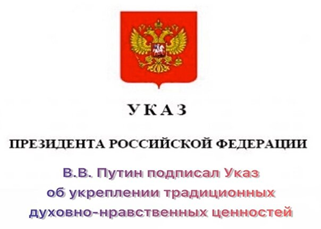 УКАЗ
ПРЕЗИДЕНТА РОССИЙСКОЙ ФЕДЕРАЦИИ
В.В. Путин подписал Указ
об укреплении традиционных
духовно-нравственных ценностей